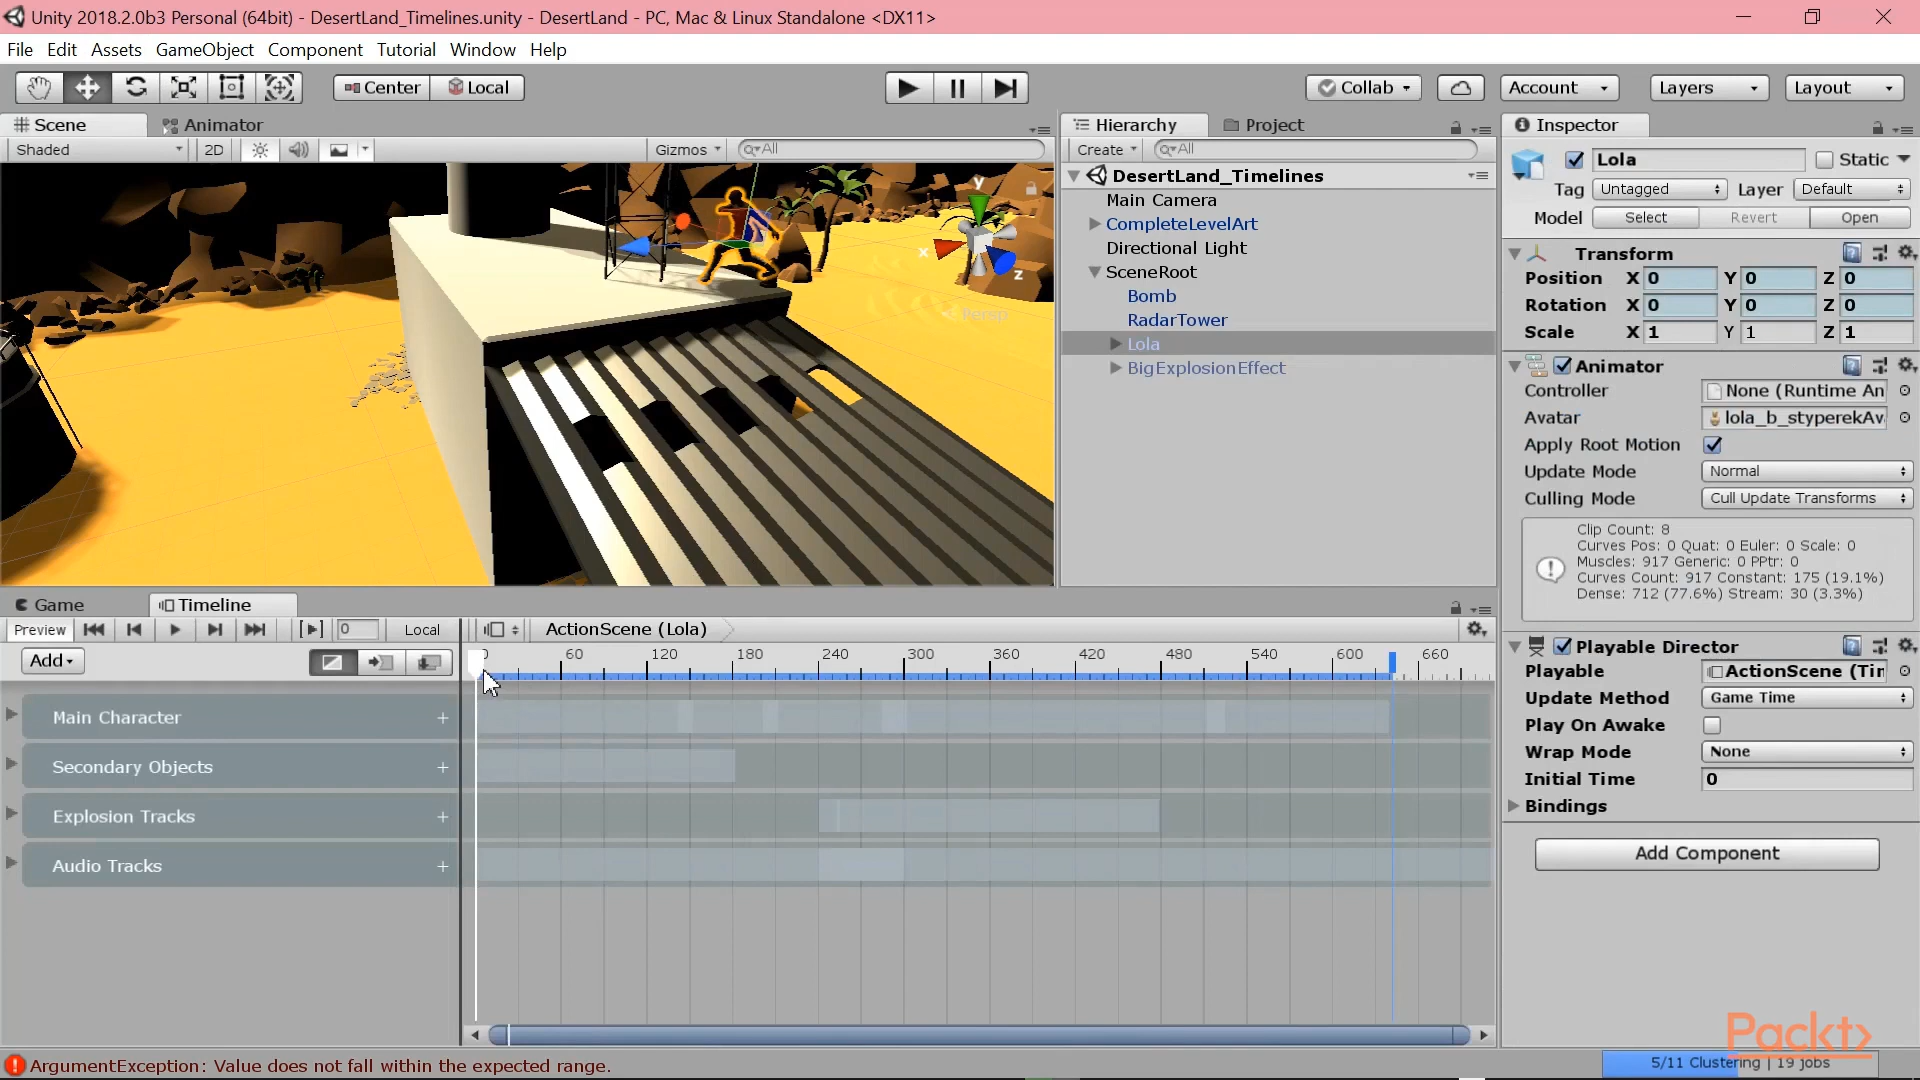 Unity 2018.2.0b3 Personal (64bit) - DesertLand_Timelines.unity - DesertLand - PC, Mac & Linux Standalone <DX11>
File Edit Assets GameObject Component Tutorial Window Help
Center Local Collab Account Layers Layout
Scene Animator
Shaded 2D Gizmos All
y x z Persp
Hierarchy Project
Create All
DesertLand_Timelines
Main Camera
CompleteLevelArt
Directional Light
SceneRoot
Bomb
RadarTower
Lola
BigExplosionEffect
Inspector
Lola Static
Tag Untagged Layer Default
Model Select Revert Open
Transform
Position X 0 Y 0 Z 0
Rotation X 0 Y 0 Z 0
Scale X 1 Y 1 Z 1
Animator
Controller None (Runtime An
Avatar lola_b_styperekAv
Apply Root Motion
Update Mode Normal
Culling Mode Cull Update Transforms
Clip Count: 8
Curves Pos: 0 Quat: 0 Euler: 0 Scale: 0
Muscles: 917 Generic: 0 PPtr: 0
Curves Count: 917 Constant: 175 (19.1%)
Dense: 712 (77.6%) Stream: 30 (3.3%)
Playable Director
Playable ActionScene (Tir
Update Method Game Time
Play On Awake
Wrap Mode None
Initial Time 0
Bindings
Add Component
Game Timeline
Preview 0 Local ActionScene (Lola)
Add 0 60 120 180 240 300 360 420 480 540 600 660
Main Character
Secondary Objects
Explosion Tracks
Audio Tracks
Packt
ArgumentException: Value does not fall within the expected range.
5/11 Clustering | 19 jobs